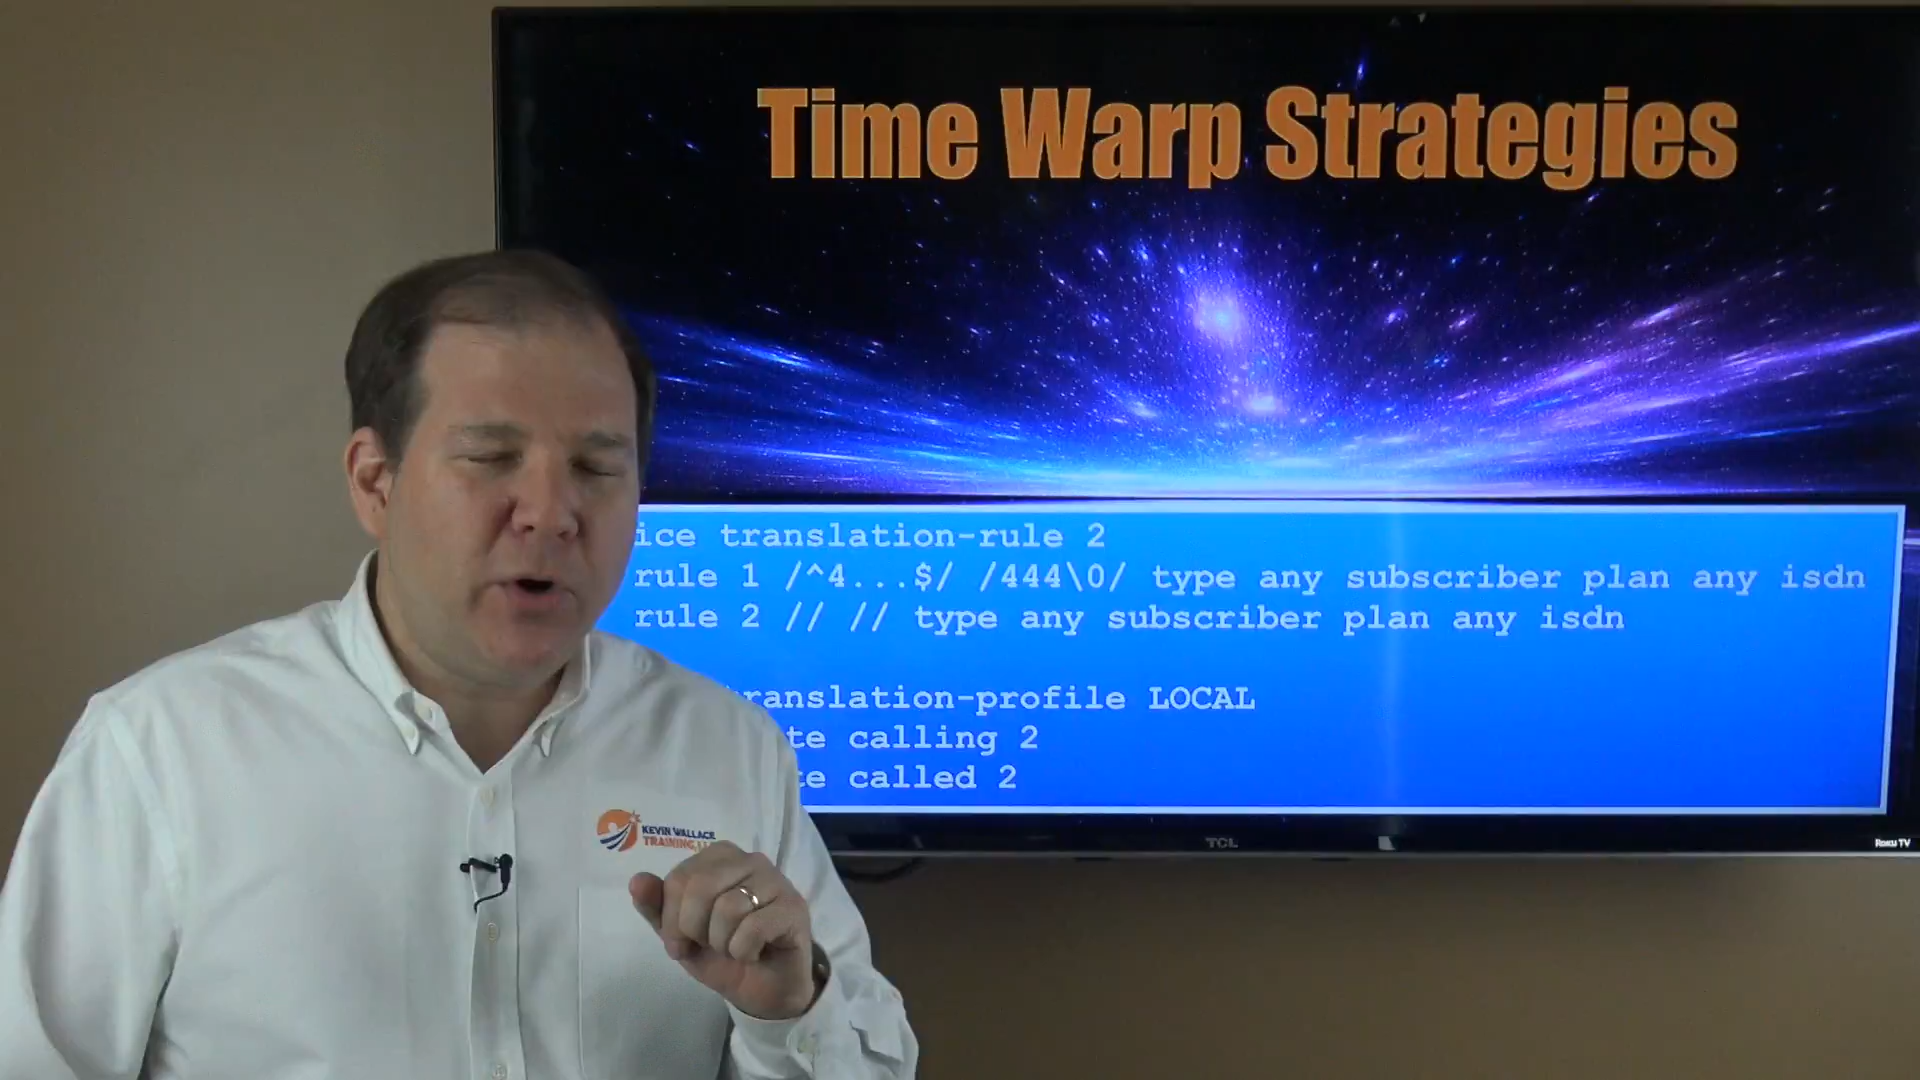 Time Warp Strategies
ice translation-rule 2
rule 1 /^4...$/ /444\0/ type any subscriber plan any isdn
rule 2 // // type any subscriber plan any isdn
ranslation-profile LOCAL
te calling 2
te called 2
KEVIN WALLACE
TRAINING, LL
TCL
Roku TV